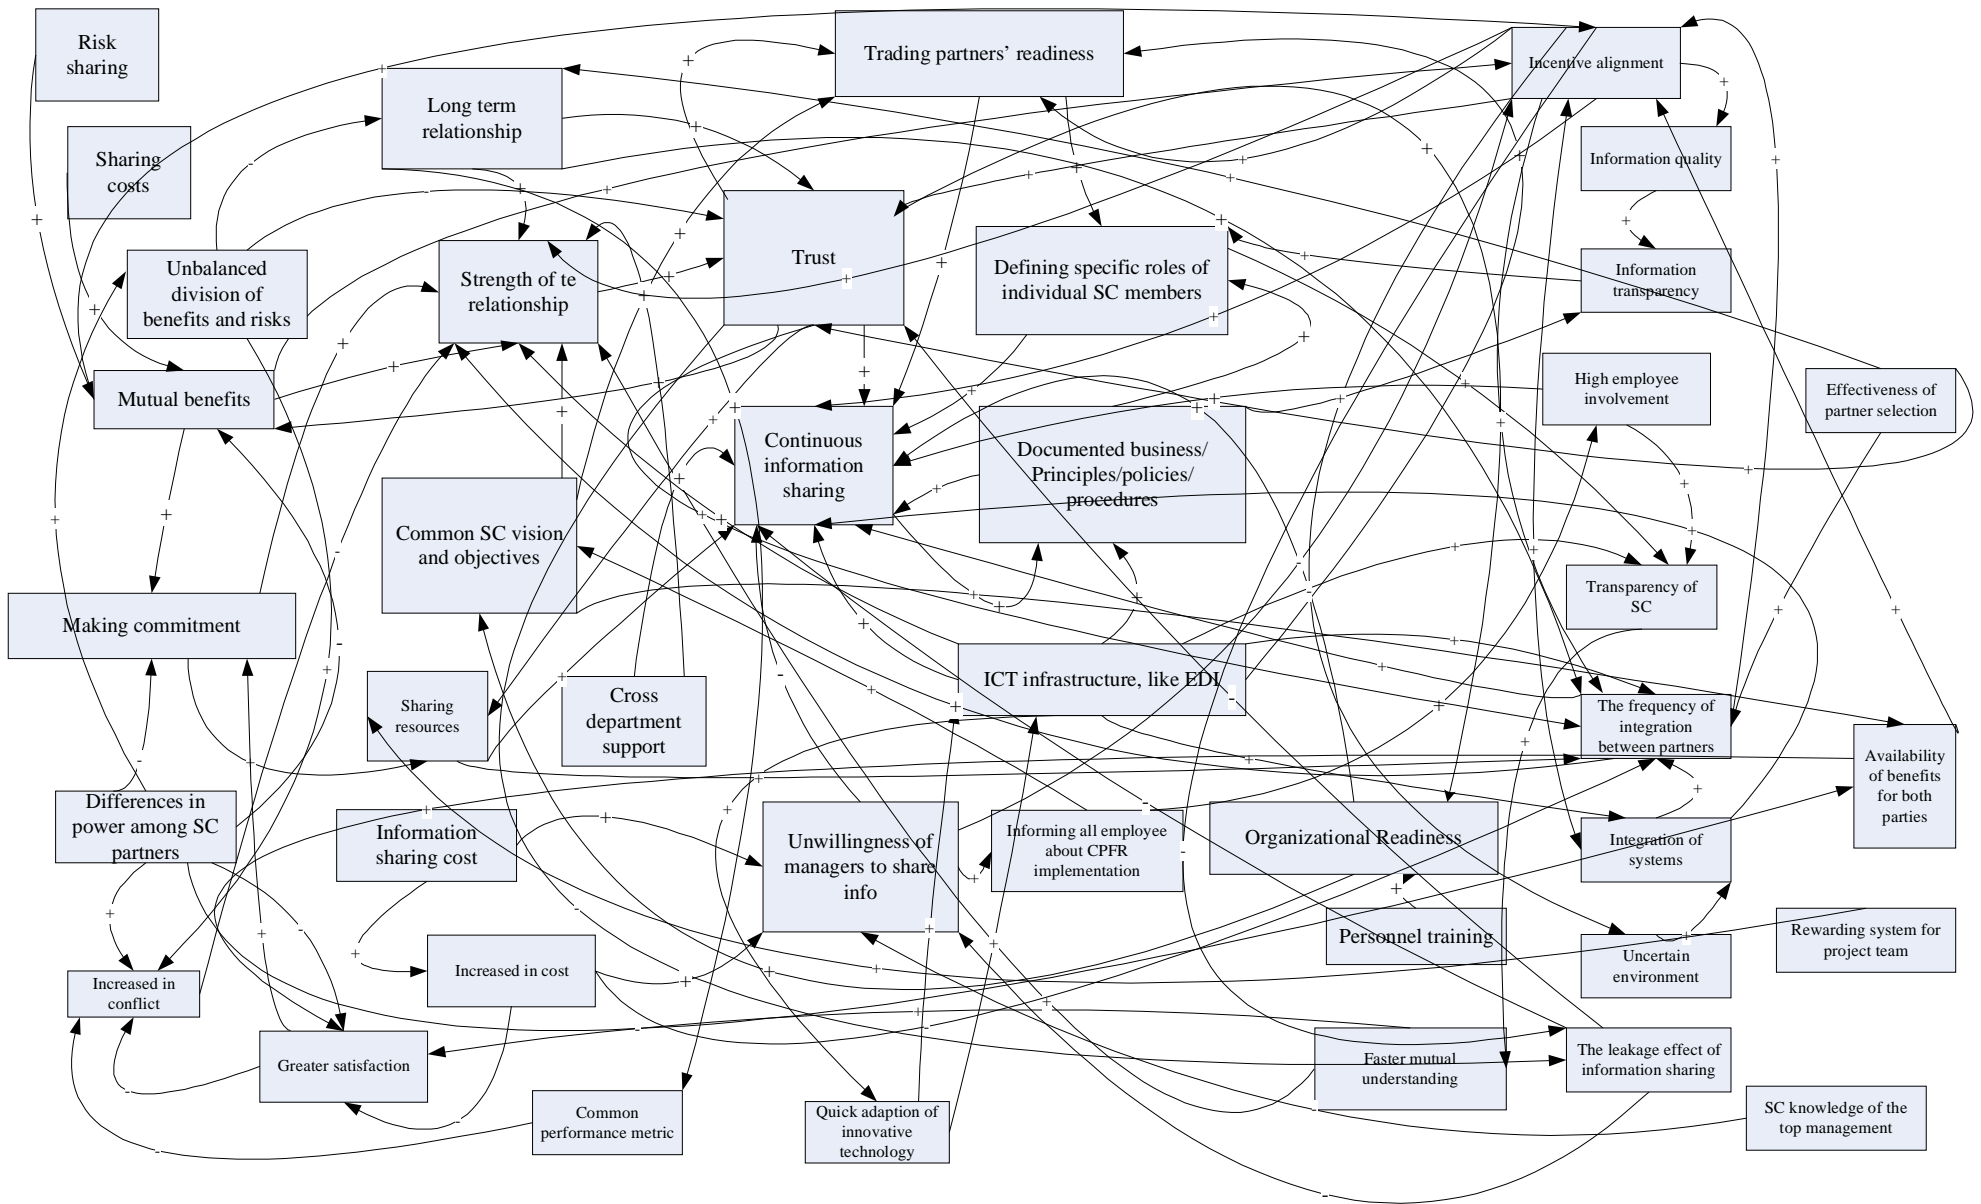 Risk
sharing
Trading partners’ readiness
Incentive alignment
Long term
relationship
Sharing
costs
Information quality
Unbalanced
division of
benefits and risks
Strength of te
relationship
Trust
Defining specific roles of
individual SC members
Information
transparency
Mutual benefits
High employee
involvement
Effectiveness of
partner selection
Continuous
information
sharing
Documented business/
Principles/policies/
procedures
Common SC vision
and objectives
Making commitment
Transparency of
SC
Sharing
resources
Cross
department
support
ICT infrastructure, like EDI
The frequency of
integration
between partners
Availability
of benefits
for both
parties
Differences in
power among SC
partners
Information
sharing cost
Unwillingness of
managers to share
info
Informing all employee
about CPFR
implementation
Organizational Readiness
Integration of
systems
Personnel training
Rewarding system for
project team
Uncertain
environment
Increased in
conflict
Increased in cost
Greater satisfaction
Faster mutual
understanding
The leakage effect of
information sharing
Common
performance metric
Quick adaption of
innovative
technology
SC knowledge of the
top management